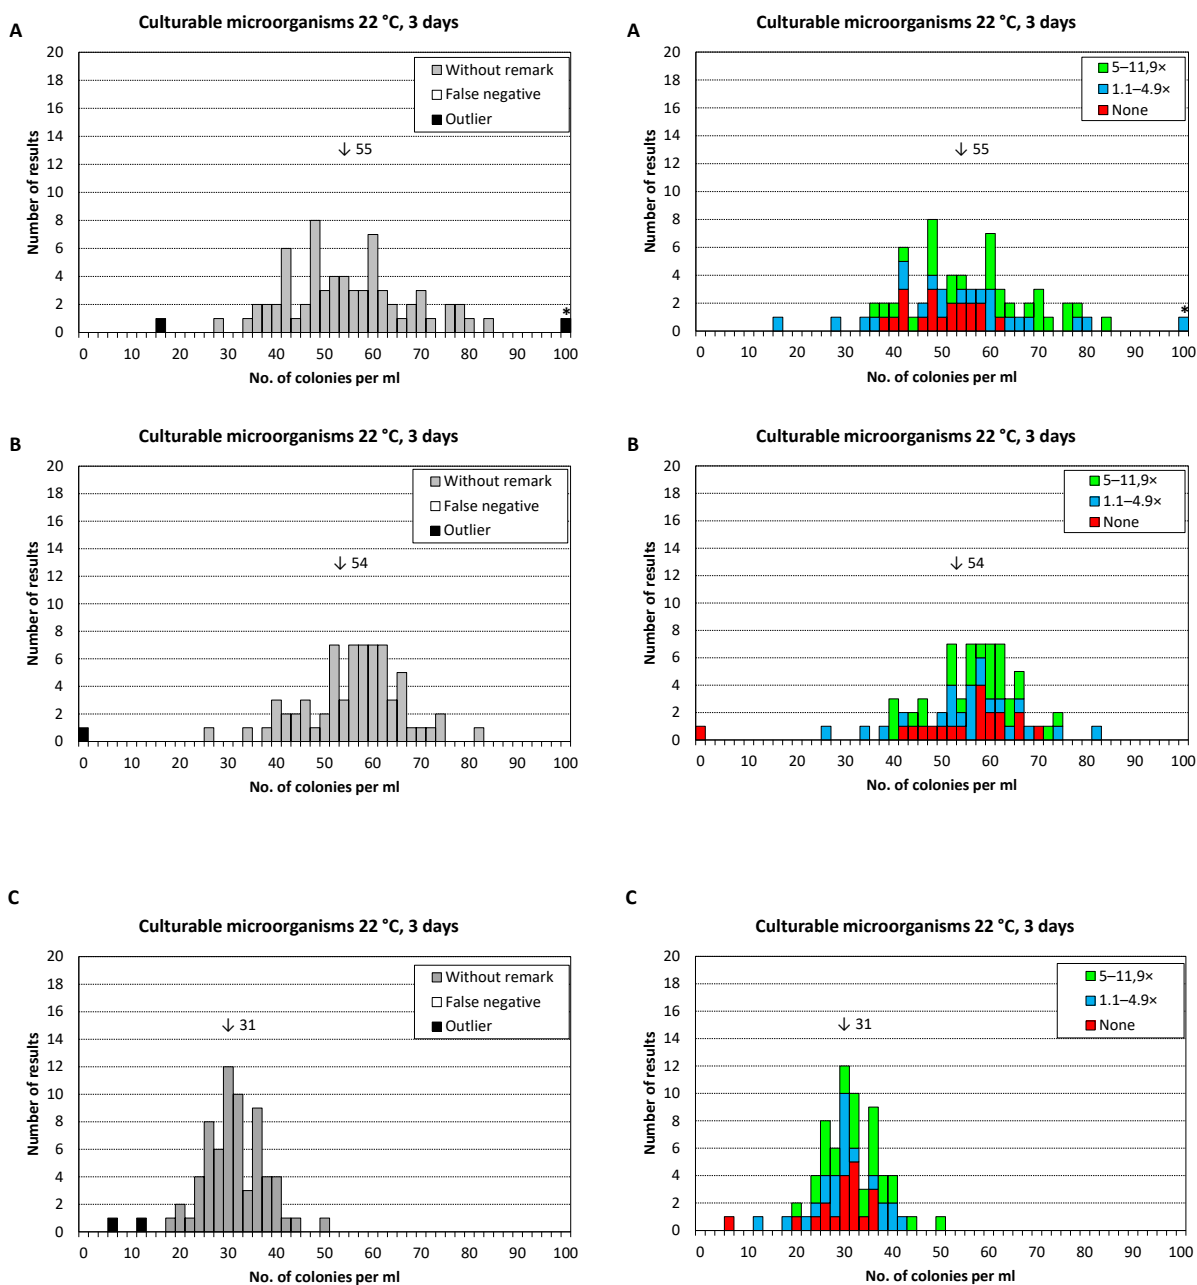 A
Culturable microorganisms 22 °C, 3 days
Number of results
20
18
16
14
12
10
8
6
4
2
0
Without remark
False negative
Outlier
↓ 55
*
0 10 20 30 40 50 60 70 80 90 100
No. of colonies per ml
A
Culturable microorganisms 22 °C, 3 days
Number of results
20
18
16
14
12
10
8
6
4
2
0
5–11,9×
1.1–4.9×
None
↓ 55
*
0 10 20 30 40 50 60 70 80 90 100
No. of colonies per ml
B
Culturable microorganisms 22 °C, 3 days
Number of results
20
18
16
14
12
10
8
6
4
2
0
Without remark
False negative
Outlier
↓ 54
0 10 20 30 40 50 60 70 80 90 100
No. of colonies per ml
B
Culturable microorganisms 22 °C, 3 days
Number of results
20
18
16
14
12
10
8
6
4
2
0
5–11,9×
1.1–4.9×
None
↓ 54
0 10 20 30 40 50 60 70 80 90 100
No. of colonies per ml
C
Culturable microorganisms 22 °C, 3 days
Number of results
20
18
16
14
12
10
8
6
4
2
0
Without remark
False negative
Outlier
↓ 31
0 10 20 30 40 50 60 70 80 90 100
No. of colonies per ml
C
Culturable microorganisms 22 °C, 3 days
Number of results
20
18
16
14
12
10
8
6
4
2
0
5–11,9×
1.1–4.9×
None
↓ 31
0 10 20 30 40 50 60 70 80 90 100
No. of colonies per ml